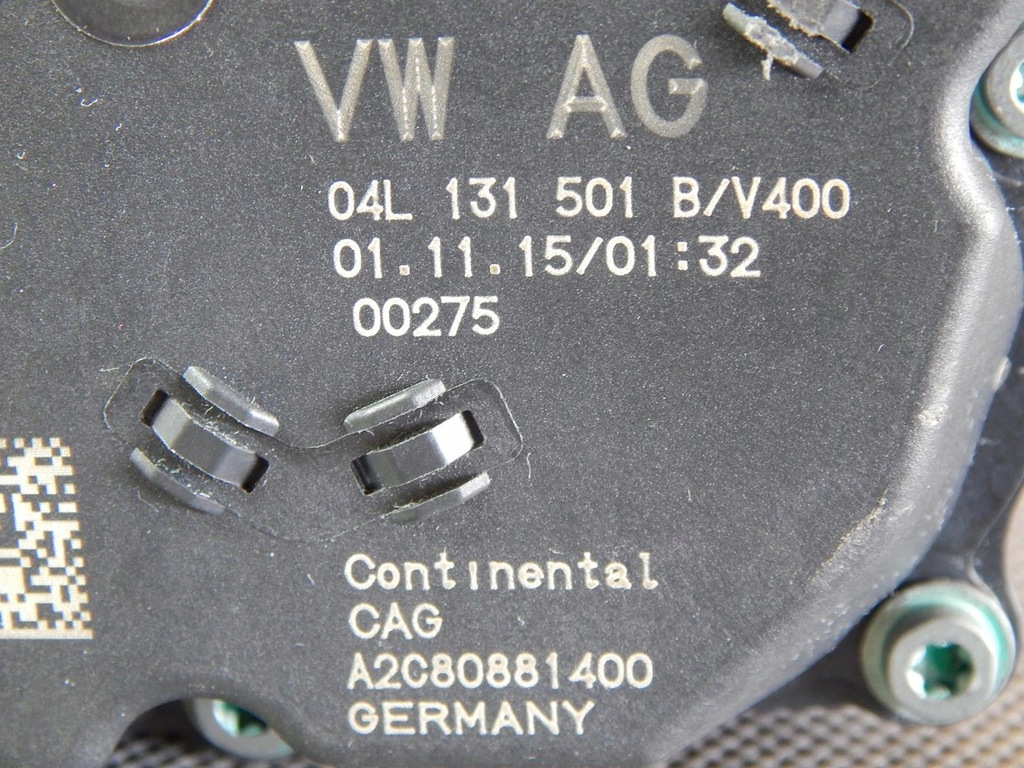 VW AG
04L 131 501 B/V400
01.11.15/01:32
00275
Continental
CAG
A2C80881400
GERMANY